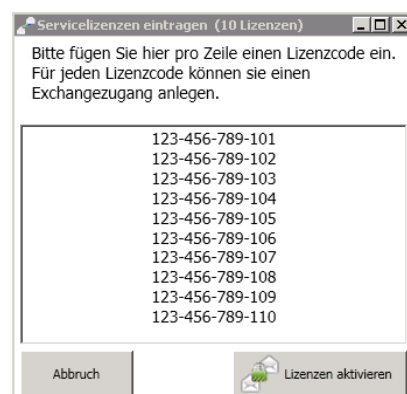 Servicelizenzen eintragen (10 Lizenzen)
Bitte fügen Sie hier pro Zeile einen Lizenzcode ein.
Für jeden Lizenzcode können sie einen
Exchangezugang anlegen.
123-456-789-101
123-456-789-102
123-456-789-103
123-456-789-104
123-456-789-105
123-456-789-106
123-456-789-107
123-456-789-108
123-456-789-109
123-456-789-110
Abbruch
Lizenzen aktivieren